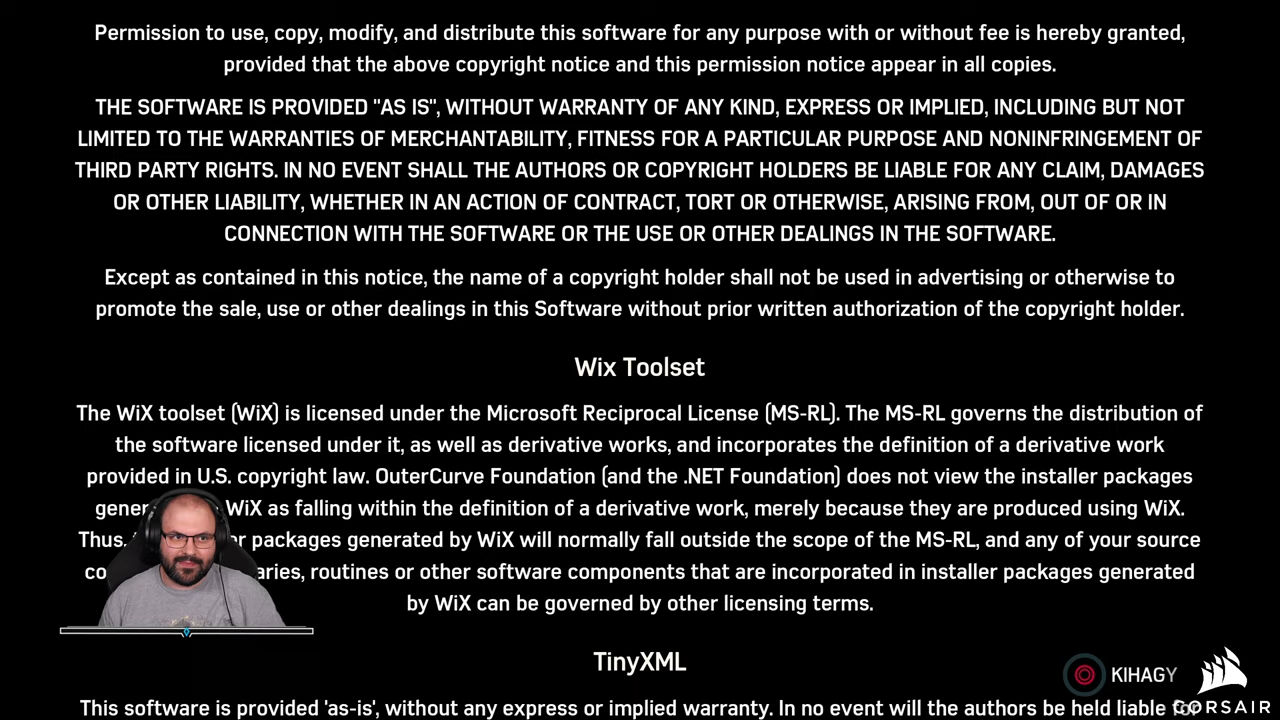 Permission to use, copy, modify, and distribute this software for any purpose with or without fee is hereby granted,
provided that the above copyright notice and this permission notice appear in all copies.
THE SOFTWARE IS PROVIDED "AS IS", WITHOUT WARRANTY OF ANY KIND, EXPRESS OR IMPLIED, INCLUDING BUT NOT
LIMITED TO THE WARRANTIES OF MERCHANTABILITY, FITNESS FOR A PARTICULAR PURPOSE AND NONINFRINGEMENT OF
THIRD PARTY RIGHTS. IN NO EVENT SHALL THE AUTHORS OR COPYRIGHT HOLDERS BE LIABLE FOR ANY CLAIM, DAMAGES
OR OTHER LIABILITY, WHETHER IN AN ACTION OF CONTRACT, TORT OR OTHERWISE, ARISING FROM, OUT OF OR IN
CONNECTION WITH THE SOFTWARE OR THE USE OR OTHER DEALINGS IN THE SOFTWARE.
Except as contained in this notice, the name of a copyright holder shall not be used in advertising or otherwise to
promote the sale, use or other dealings in this Software without prior written authorization of the copyright holder.
Wix Toolset
The WiX toolset (WiX) is licensed under the Microsoft Reciprocal License (MS-RL). The MS-RL governs the distribution of
the software licensed under it, as well as derivative works, and incorporates the definition of a derivative work
provided in U.S. copyright law. OuterCurve Foundation (and the .NET Foundation) does not view the installer packages
WiX as falling within the definition of a derivative work, merely because they are produced using WiX.
Thus, packages generated by WiX will normally fall outside the scope of the MS-RL, and any of your source
routines or other software components that are incorporated in installer packages generated
by WiX can be governed by other licensing terms.
TinyXML
This software is provided 'as-is', without any express or implied warranty. In no event will the authors be held liable for
KIHAGY
CORSAIR